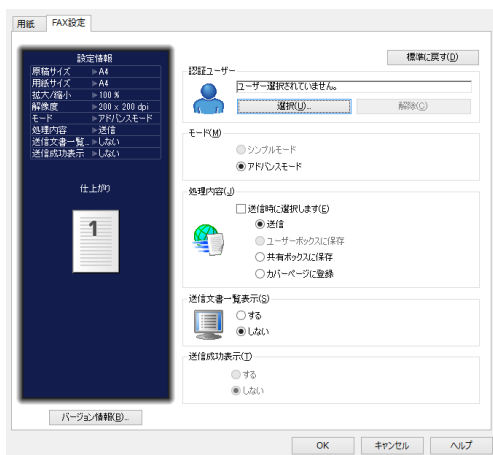 用紙 FAX設定
設定情報
原稿サイズ ▶A4
用紙サイズ ▶A4
拡大/縮小 ▶100 %
解像度 ▶200 x 200 dpi
モード ▶アドバンスモード
処理内容 ▶送信
送信文書一覧... ▶しない
送信成功表示 ▶しない
仕上がり
1
バージョン情報(B)...
標準に戻す(D)
認証ユーザー
ユーザー選択されていません。
選択(U)...
解除(C)
モード(M)
シンプルモード
アドバンスモード
処理内容(J)
送信時に選択します(E)
送信
ユーザーボックスに保存
共有ボックスに保存
カバーページに登録
送信文書一覧表示(S)
する
しない
送信成功表示(T)
する
しない
OK キャンセル ヘルプ